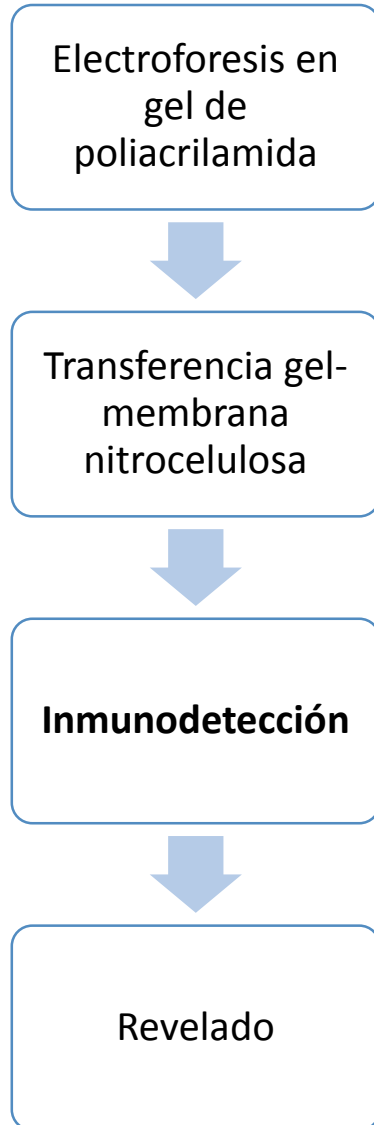 Electroforesis en
gel de
poliacrilamida
Transferencia gel-
membrana
nitrocelulosa
Inmunodetección
Revelado